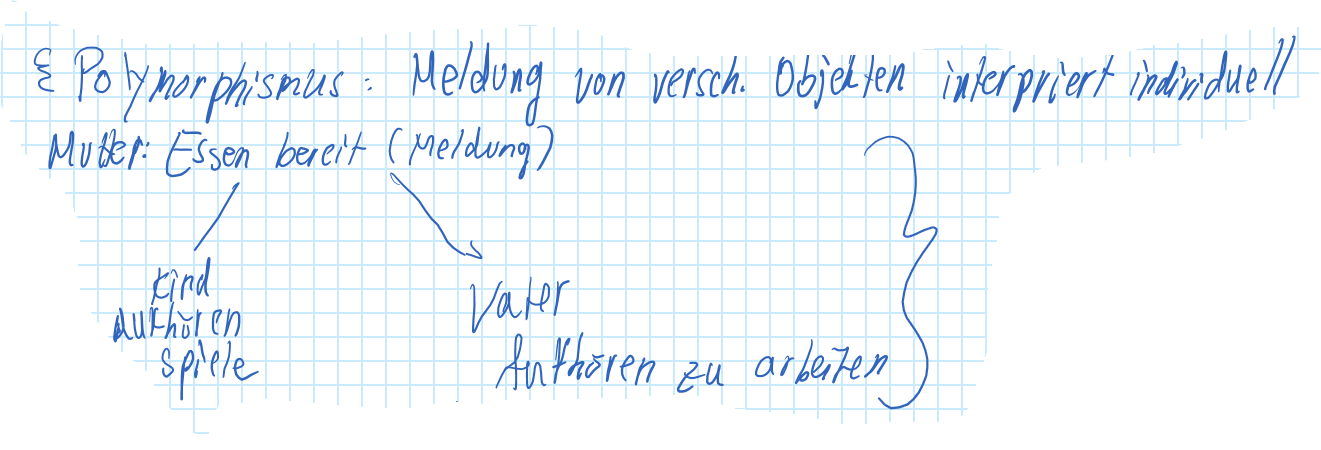 { Polymorphismus: Meldung von versch. Objekten interpriert individuell
Mutter: Essen bereit (Meldung)
Kind
aufhören
spiele
Vater
Aufhören zu arbeiten }